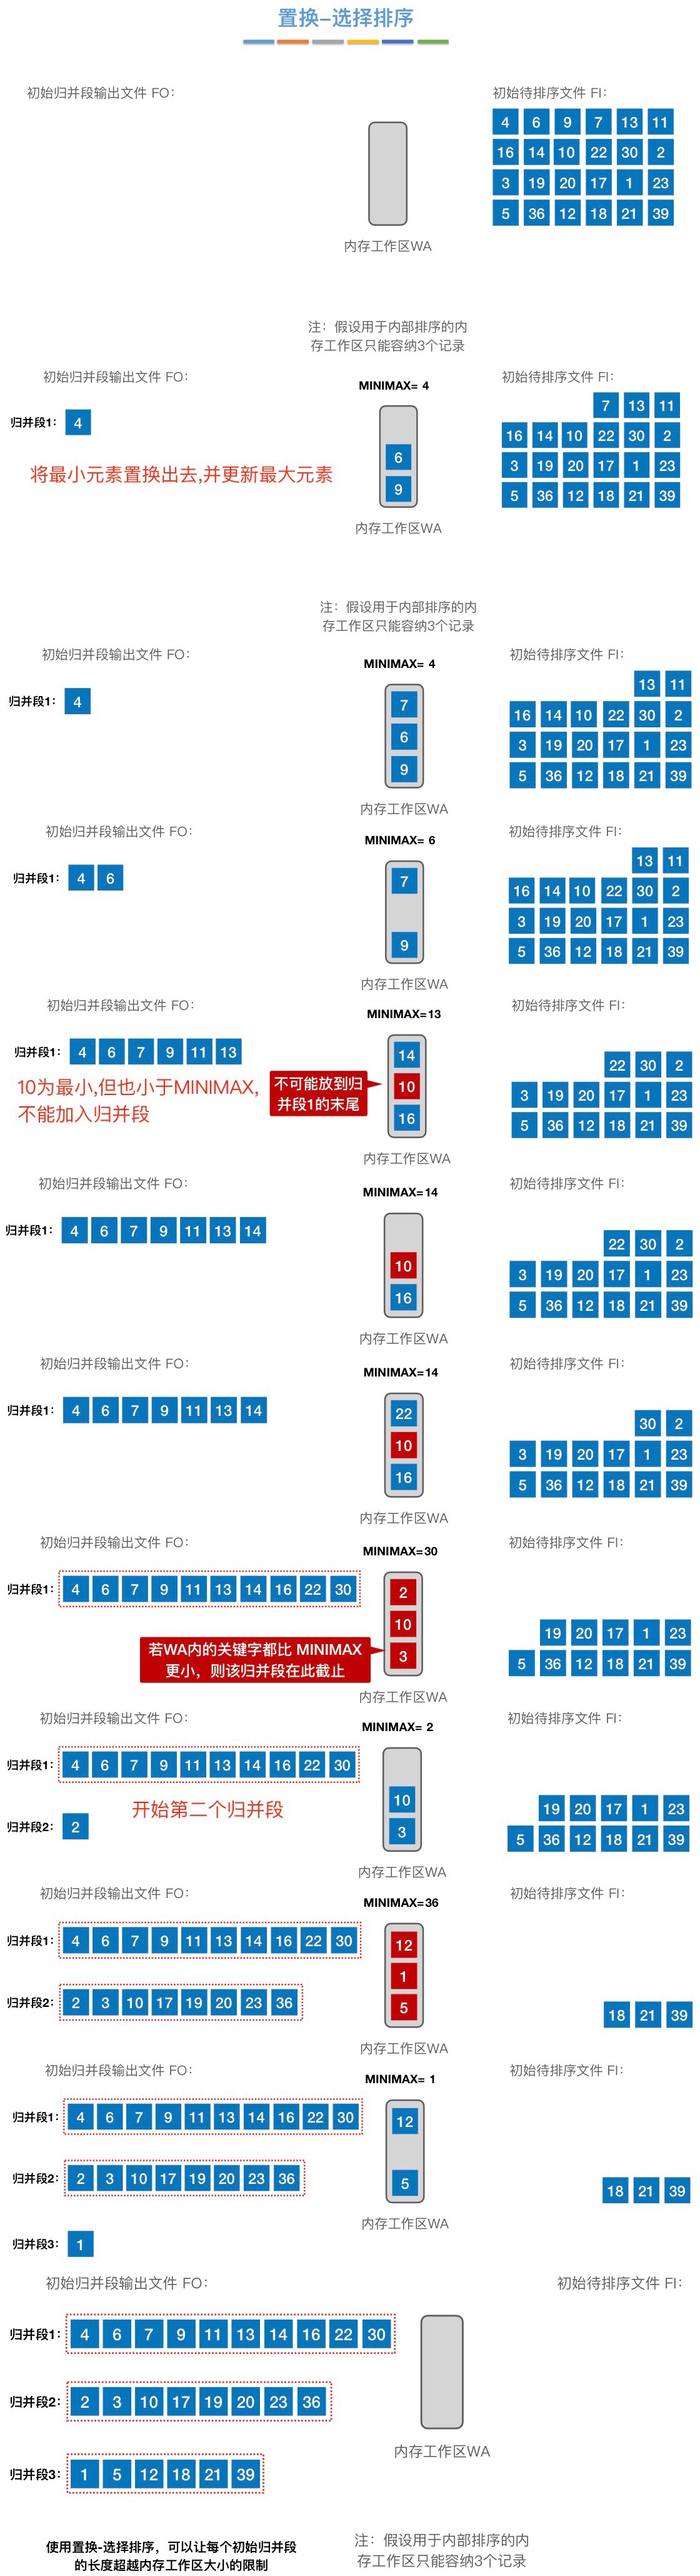 置换–选择排序
初始归并段输出文件 FO：
初始待排序文件 FI：
4 6 9 7 13 11
16 14 10 22 30 2
3 19 20 17 1 23
5 36 12 18 21 39
内存工作区WA
注：假设用于内部排序的内
存工作区只能容纳3个记录
初始归并段输出文件 FO：
MINIMAX= 4
初始待排序文件 FI：
归并段1： 4
将最小元素置换出去,并更新最大元素
6
9
7 13 11
16 14 10 22 30 2
3 19 20 17 1 23
5 36 12 18 21 39
内存工作区WA
注：假设用于内部排序的内
存工作区只能容纳3个记录
初始归并段输出文件 FO：
MINIMAX= 4
初始待排序文件 FI：
归并段1： 4
7
6
9
13 11
16 14 10 22 30 2
3 19 20 17 1 23
5 36 12 18 21 39
内存工作区WA
初始归并段输出文件 FO：
MINIMAX= 6
初始待排序文件 FI：
归并段1： 4 6
7
9
13 11
16 14 10 22 30 2
3 19 20 17 1 23
5 36 12 18 21 39
内存工作区WA
初始归并段输出文件 FO：
MINIMAX=13
初始待排序文件 FI：
归并段1： 4 6 7 9 11 13
10为最小,但也小于MINIMAX,
不能加入归并段
不可能放到归
并段1的末尾
14
10
16
22 30 2
3 19 20 17 1 23
5 36 12 18 21 39
内存工作区WA
初始归并段输出文件 FO：
MINIMAX=14
初始待排序文件 FI：
归并段1： 4 6 7 9 11 13 14
10
16
22 30 2
3 19 20 17 1 23
5 36 12 18 21 39
内存工作区WA
初始归并段输出文件 FO：
MINIMAX=14
初始待排序文件 FI：
归并段1： 4 6 7 9 11 13 14
22
10
16
30 2
3 19 20 17 1 23
5 36 12 18 21 39
内存工作区WA
初始归并段输出文件 FO：
MINIMAX=30
初始待排序文件 FI：
归并段1： 4 6 7 9 11 13 14 16 22 30
若WA内的关键字都比 MINIMAX
更小，则该归并段在此截止
2
10
3
19 20 17 1 23
5 36 12 18 21 39
内存工作区WA
初始归并段输出文件 FO：
MINIMAX= 2
初始待排序文件 FI：
归并段1： 4 6 7 9 11 13 14 16 22 30
归并段2： 2
开始第二个归并段
10
3
19 20 17 1 23
5 36 12 18 21 39
内存工作区WA
初始归并段输出文件 FO：
MINIMAX=36
初始待排序文件 FI：
归并段1： 4 6 7 9 11 13 14 16 22 30
归并段2： 2 3 10 17 19 20 23 36
12
1
5
18 21 39
内存工作区WA
初始归并段输出文件 FO：
MINIMAX= 1
初始待排序文件 FI：
归并段1： 4 6 7 9 11 13 14 16 22 30
归并段2： 2 3 10 17 19 20 23 36
归并段3： 1
12
5
18 21 39
内存工作区WA
初始归并段输出文件 FO：
初始待排序文件 FI：
归并段1： 4 6 7 9 11 13 14 16 22 30
归并段2： 2 3 10 17 19 20 23 36
归并段3： 1 5 12 18 21 39
内存工作区WA
使用置换-选择排序，可以让每个初始归并段
的长度超越内存工作区大小的限制
注：假设用于内部排序的内
存工作区只能容纳3个记录